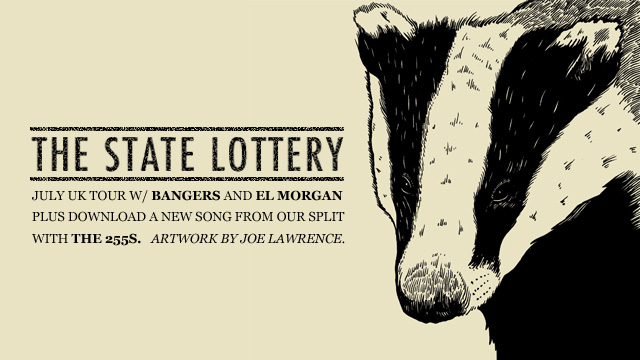 THE STATE LOTTERY
JULY UK TOUR W/ BANGERS AND EL MORGAN
PLUS DOWNLOAD A NEW SONG FROM OUR SPLIT
WITH THE 255S. ARTWORK BY JOE LAWRENCE.